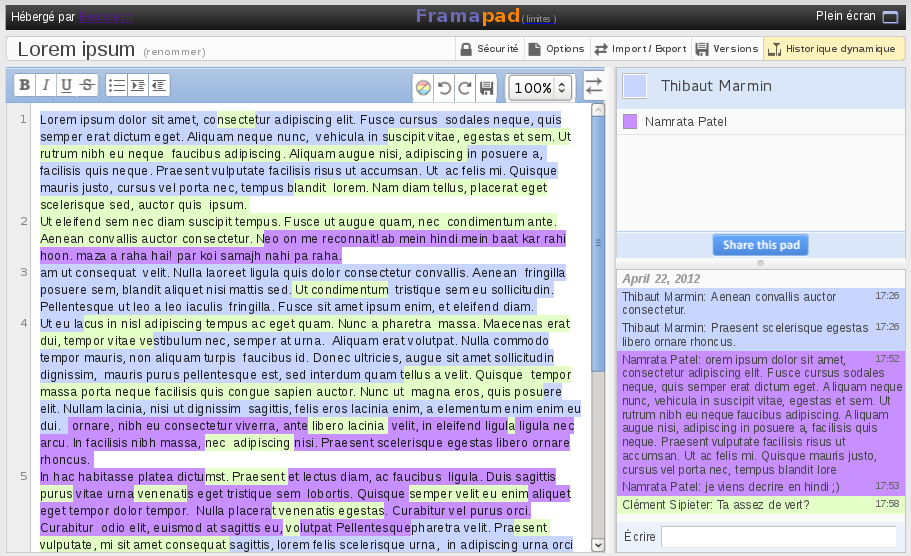 Hébergé par
Framapad (limites)
Plein écran
Lorem ipsum (renommer)
Sécurité
Options
Import / Export
Versions
Historique dynamique
B I U S
100%
Thibaut Marmin
Namrata Patel
Share this pad
1 Lorem ipsum dolor sit amet, consectetur adipiscing elit. Fusce cursus sodales neque, quis
semper erat dictum eget. Aliquam neque nunc, vehicula in suscipit vitae, egestas et sem. Ut
rutrum nibh eu neque faucibus adipiscing. Aliquam augue nisi, adipiscing in posuere a,
facilisis quis neque. Praesent vulputate facilisis risus ut accumsan. Ut ac felis mi. Quisque
mauris justo, cursus vel porta nec, tempus blandit lorem. Nam diam tellus, placerat eget
scelerisque sed, auctor quis ipsum.
2 Ut eleifend sem nec diam suscipit tempus. Fusce ut augue quam, nec condimentum ante.
Aenean convallis auctor consectetur. Neo on me reconnait! ab mein hindi mein baat kar rahi
hoon. maza a raha hai! par koi samajh nahi pa raha.
3 am ut consequat velit. Nulla laoreet ligula quis dolor consectetur convallis. Aenean fringilla
posuere sem, blandit aliquet nisi mattis sed. Ut condimentum tristique sem eu sollicitudin.
Pellentesque ut leo a leo iaculis fringilla. Fusce sit amet ipsum enim, et eleifend diam.
4 Ut eu lacus in nisl adipiscing tempus ac eget quam. Nunc a pharetra massa. Maecenas erat
dui, tempor vitae vestibulum nec, semper at urna. Aliquam erat volutpat. Nulla commodo
tempor mauris, non aliquam turpis faucibus id. Donec ultricies, augue sit amet sollicitudin
dignissim, mauris purus pellentesque est, sed interdum quam tellus a velit. Quisque tempor
massa porta neque facilisis quis congue sapien auctor. Nunc ut magna eros, quis posuere
elit. Nullam lacinia, nisi ut dignissim sagittis, felis eros lacinia enim, a elementum enim enim eu
dui. ornare, nibh eu consectetur viverra, ante libero lacinia velit, in eleifend ligula ligula nec
arcu. In facilisis nibh massa, nec adipiscing nisi. Praesent scelerisque egestas libero ornare
rhoncus.
5 In hac habitasse platea dictumst. Praesent et lectus diam, ac faucibus ligula. Duis sagittis
purus vitae urna venenatis eget tristique sem lobortis. Quisque semper velit eu enim aliquet
eget tempor dolor tempor. Nulla placerat venenatis egestas. Curabitur vel purus orci.
Curabitur odio elit, euismod at sagittis eu, volutpat Pellentesquepharetra velit. Praesent
vulputate, mi sit amet consequat sagittis, lorem felis scelerisque urna, in adipiscing urna orci
April 22, 2012
Thibaut Marmin: Aenean convallis auctor 17:26
consectetur.
Thibaut Marmin: Praesent scelerisque egestas 17:26
libero ornare rhoncus.
Namrata Patel: orem ipsum dolor sit amet, 17:52
consectetur adipiscing elit. Fusce cursus sodales
neque, quis semper erat dictum eget. Aliquam neque
nunc, vehicula in suscipit vitae, egestas et sem. Ut
rutrum nibh eu neque faucibus adipiscing. Aliquam
augue nisi, adipiscing in posuere a, facilisis quis
neque. Praesent vulputate facilisis risus ut
accumsan. Ut ac felis mi. Quisque mauris justo,
cursus vel porta nec, tempus blandit lore
Namrata Patel: je viens decrire en hindi ;) 17:53
Clément Sipieter: Ta assez de vert? 17:58
Écrire